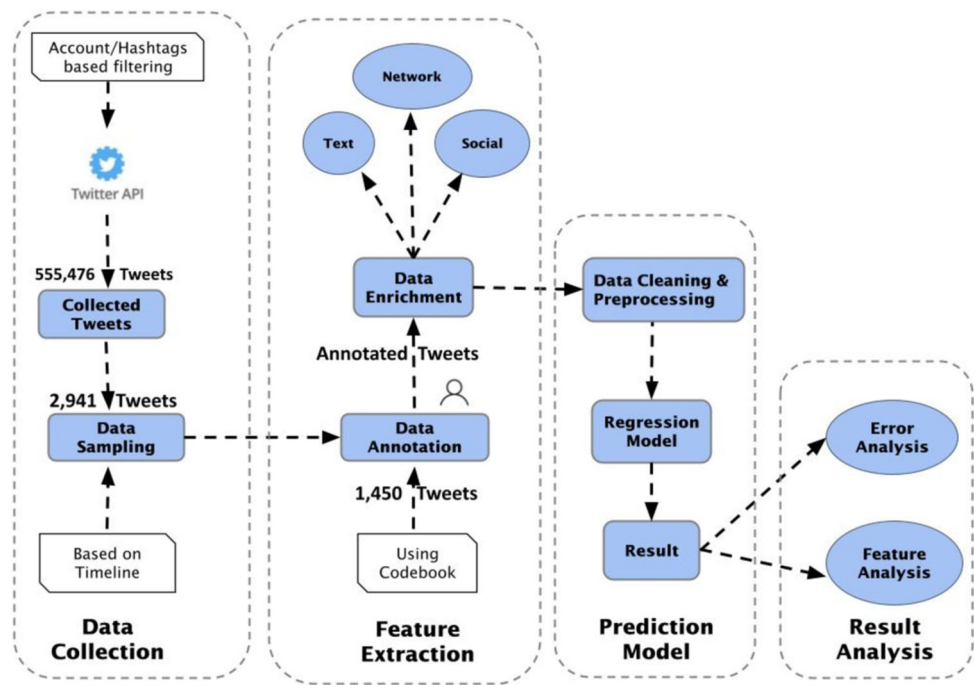 Account/Hashtags
based filtering
Twitter API
555,476 Tweets
Collected
Tweets
2,941 Tweets
Data
Sampling
Based on
Timeline
Data
Collection
Network
Text
Social
Data
Enrichment
Annotated Tweets
Data
Annotation
1,450 Tweets
Using
Codebook
Feature
Extraction
Data Cleaning &
Preprocessing
Regression
Model
Result
Prediction
Model
Error
Analysis
Feature
Analysis
Result
Analysis